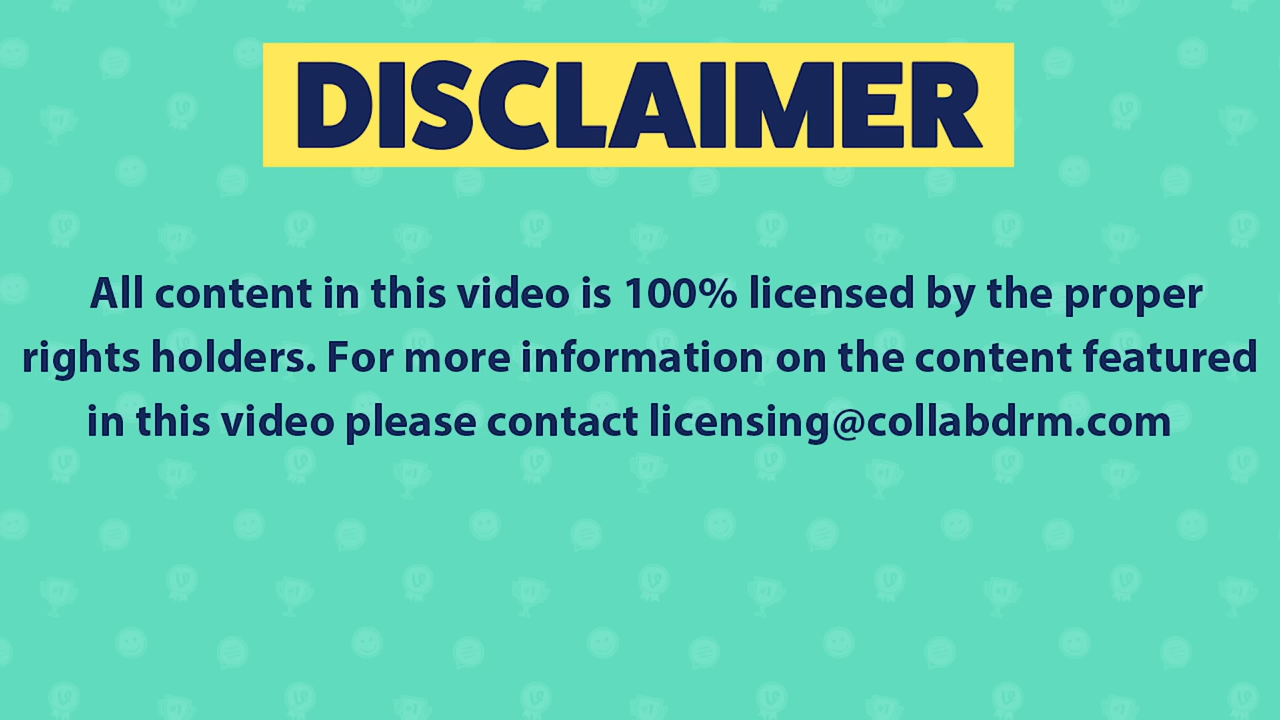 DISCLAIMER
All content in this video is 100% licensed by the proper
rights holders. For more information on the content featured
in this video please contact licensing@collabdrm.com